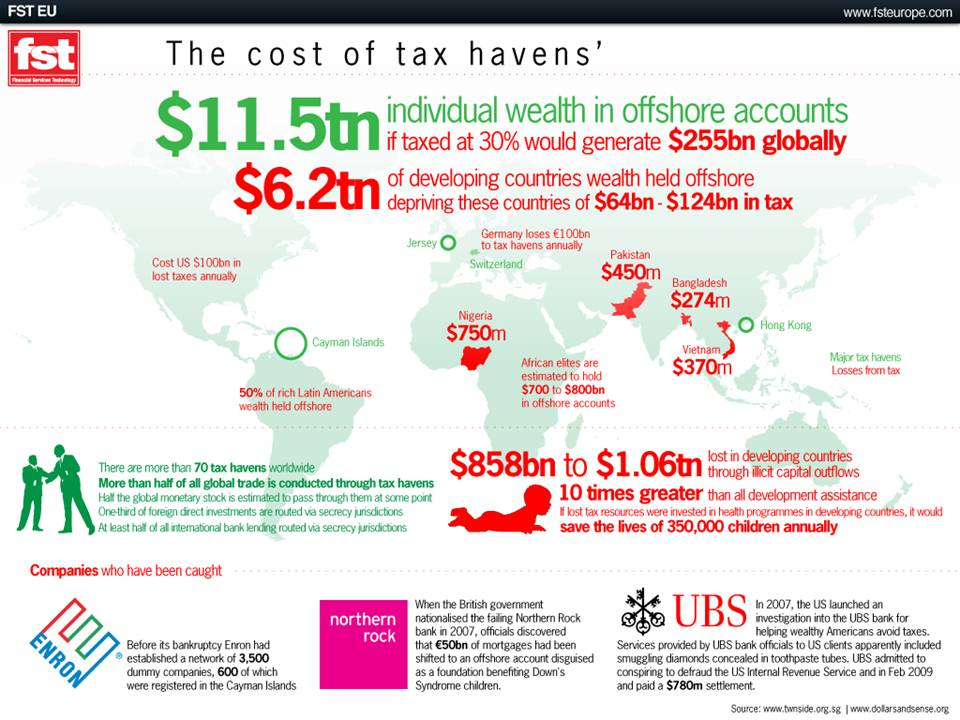 FST EU
www.fsteurope.com
fst
Financial Services Technology
The cost of tax havens'
$11.5tn individual wealth in offshore accounts
if taxed at 30% would generate $255bn globally
$6.2tn of developing countries wealth held offshore
depriving these countries of $64bn - $124bn in tax
Cost US $100bn in
lost taxes annually
Jersey
Germany loses €100bn
to tax havens annually
Switzerland
Pakistan
$450m
Bangladesh
$274m
Nigeria
$750m
Cayman Islands
Hong Kong
Vietnam
$370m
Major tax havens
Losses from tax
African elites are
estimated to hold
$700 to $800bn
in offshore accounts
50% of rich Latin Americans
wealth held offshore
There are more than 70 tax havens worldwide
More than half of all global trade is conducted through tax havens
Half the global monetary stock is estimated to pass through them at some point
One-third of foreign direct investments are routed via secrecy jurisdictions
At least half of all international bank lending routed via secrecy jurisdictions
$858bn to $1.06tn lost in developing countries
through illicit capital outflows
10 times greater than all development assistance
If lost tax resources were invested in health programmes in developing countries, it would
save the lives of 350,000 children annually
Companies who have been caught
ENRON
®
Before its bankruptcy Enron had
established a network of 3,500
dummy companies, 600 of which
were registered in the Cayman Islands
northern
rock
When the British government
nationalised the failing Northern Rock
bank in 2007, officials discovered
that €50bn of mortgages had been
shifted to an offshore account disguised
as a foundation benefiting Down's
Syndrome children.
UBS
In 2007, the US launched an
investigation into the UBS bank for
helping wealthy Americans avoid taxes.
Services provided by UBS bank officials to US clients apparently included
smuggling diamonds concealed in toothpaste tubes. UBS admitted to
conspiring to defraud the US Internal Revenue Service and in Feb 2009
and paid a $780m settlement.
Source: www.twnside.org.sg | www.dollarsandsense.org